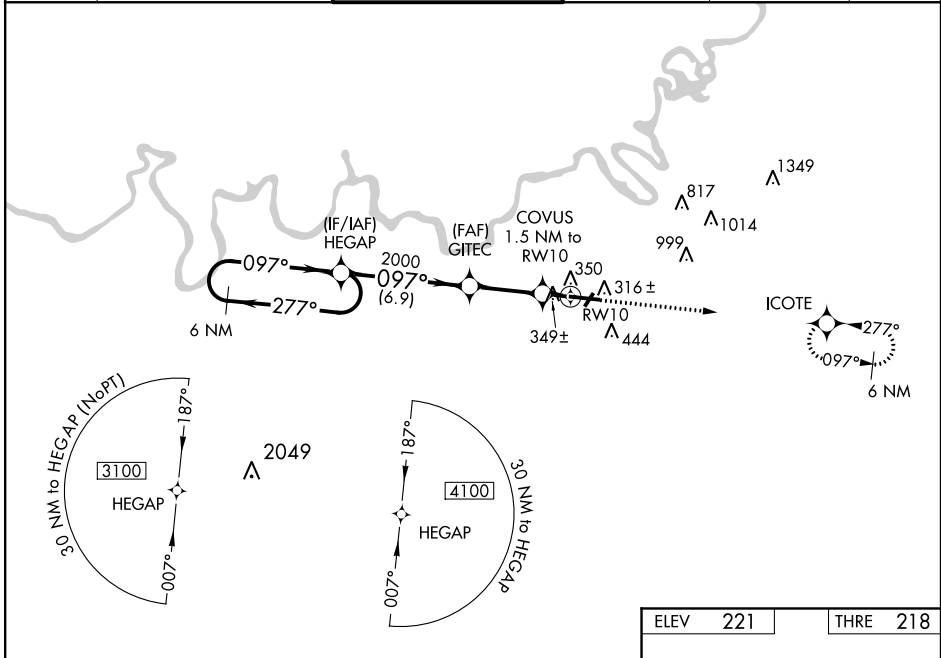 1349
817
1014
999
(IF/IAF)
HEGAP
(FAF)
GITEC
COVUS
1.5 NM to
RW10
2000
097°
097°
(6.9)
277°
6 NM
350
316 ±
RW10
349±
444
ICOTE
277°
097°
6 NM
30 NM to HEGAP (NoPT)
187°
3100
HEGAP
007°
2049
187°
4100
HEGAP
30 NM to HEGAP
007°
ELEV 221
THRE 218